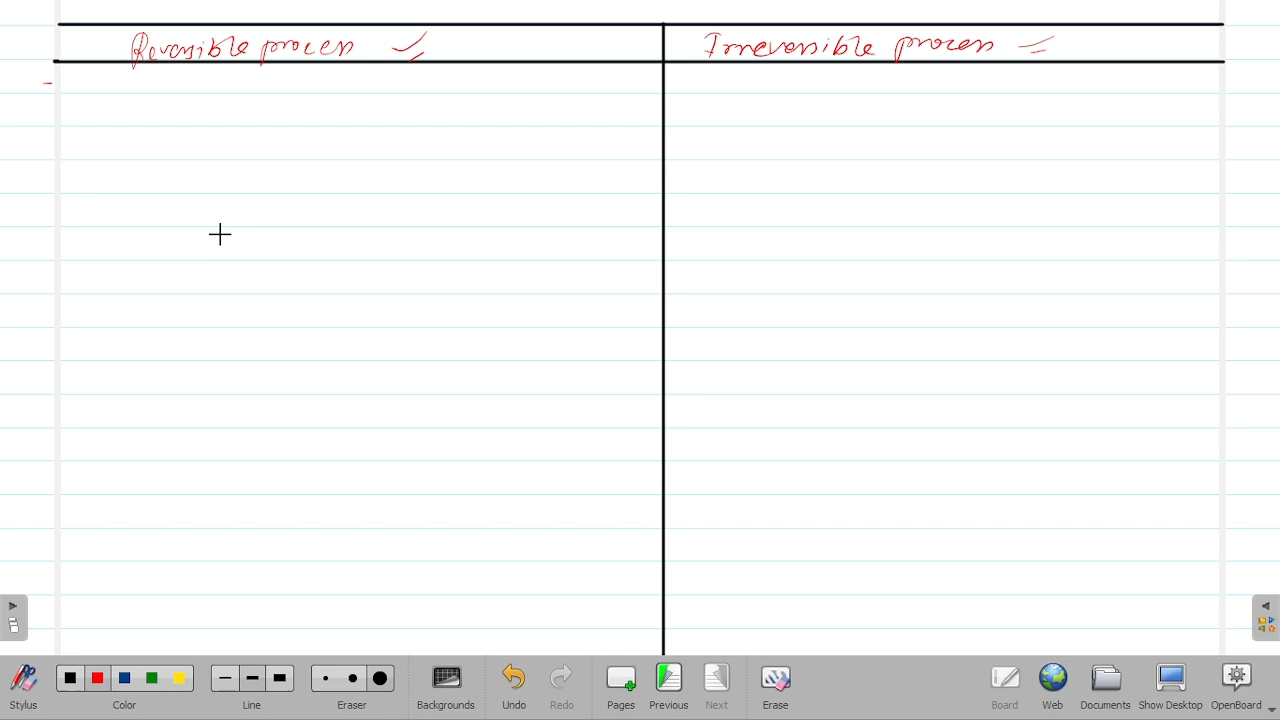 Reversible process
Irreversible process
Stylus
Color
Line
Eraser
Backgrounds
Undo
Redo
Pages
Previous
Next
Erase
Board
Web
Documents
Show Desktop
OpenBoard